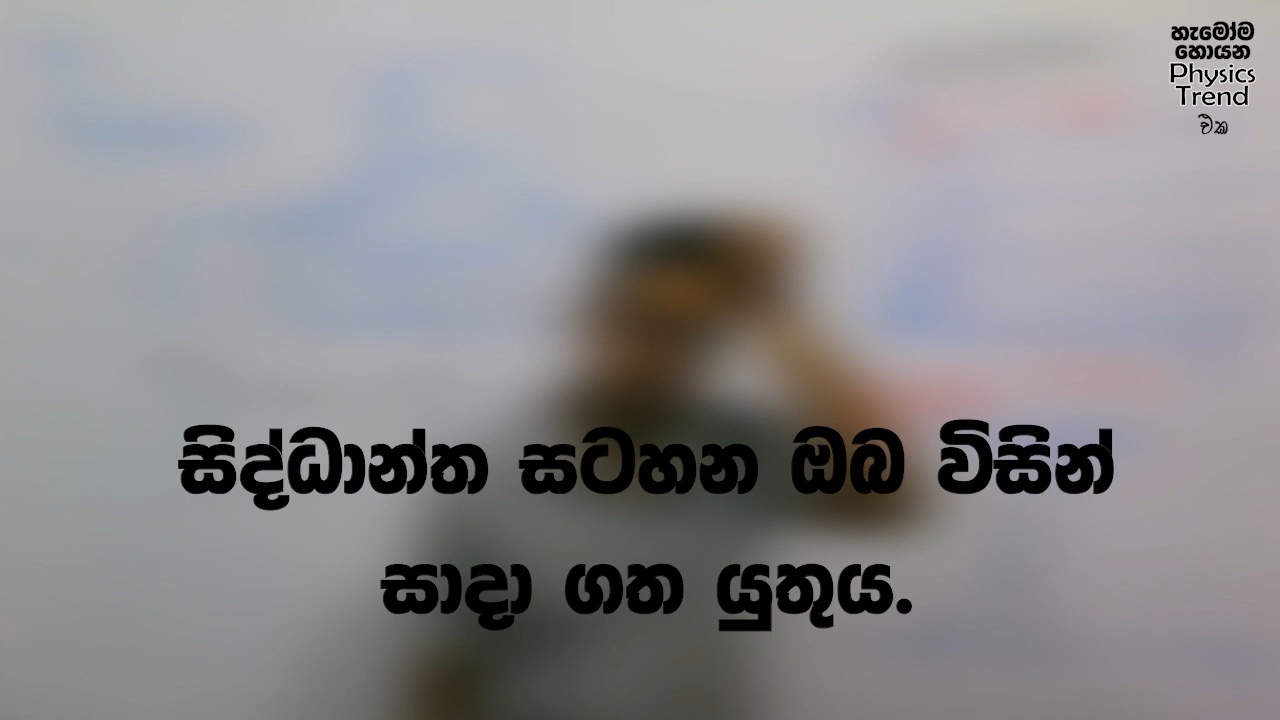 හැමෝම
හොයන
Physics
Trend
එක
සිද්ධාන්ත සටහන ඔබ විසින්
සාදා ගත යුතුය.